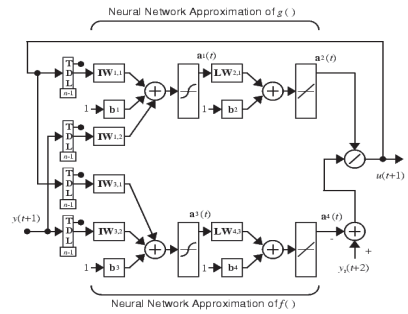 Neural Network Approximation of g ( )
a¹(t)
a²(t)
T
D
L
n-1
IW1,1
LW2,1
1
b1
1
b2
T
D
L
n-1
IW1,2
u(t+1)
T
D
L
n-1
IW3,1
y(t+1)
a³(t)
a⁴(t)
T
D
L
n-1
IW3,2
LW4,3
-
+
1
b3
1
b4
yr(t+2)
Neural Network Approximation of f ( )